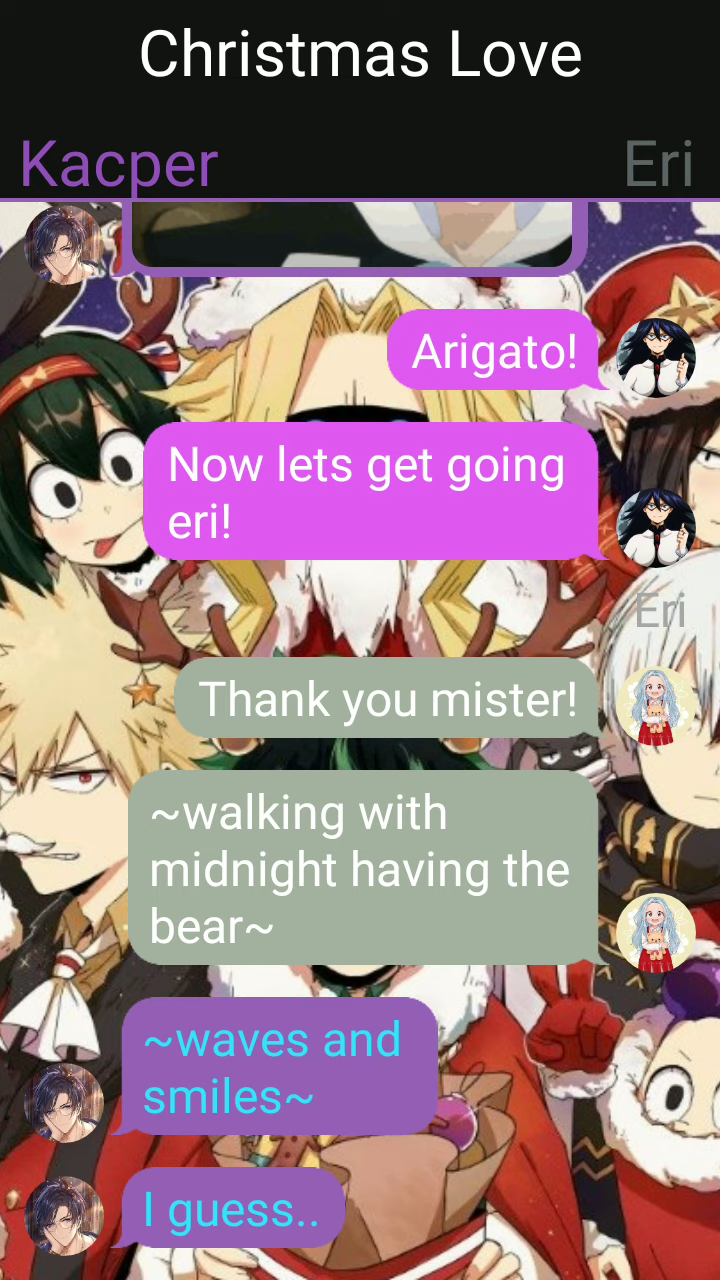 Christmas Love
Kacper
Eri
Arigato!
Now lets get going
eri!
Eri
Thank you mister!
~walking with
midnight having the
bear~
~waves and
smiles~
I guess..